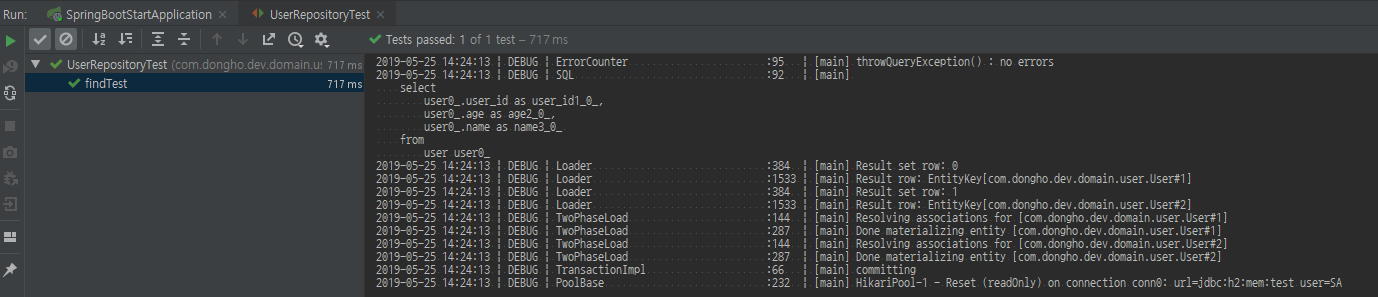 Run: SpringBootStartApplication × UserRepositoryTest ×
Tests passed: 1 of 1 test – 717 ms
UserRepositoryTest (com.dongho.dev.domain.us 717 ms
findTest 717 ms
2019-05-25 14:24:13 ¦ DEBUG ¦ ErrorCounter :95 ¦ [main] throwQueryException() : no errors
2019-05-25 14:24:13 ¦ DEBUG ¦ SQL :92 ¦ [main]
select
user0_.user_id as user_id1_0_,
user0_.age as age2_0_,
user0_.name as name3_0_
from
user user0_
2019-05-25 14:24:13 ¦ DEBUG ¦ Loader :384 ¦ [main] Result set row: 0
2019-05-25 14:24:13 ¦ DEBUG ¦ Loader :1533 ¦ [main] Result row: EntityKey[com.dongho.dev.domain.user.User#1]
2019-05-25 14:24:13 ¦ DEBUG ¦ Loader :384 ¦ [main] Result set row: 1
2019-05-25 14:24:13 ¦ DEBUG ¦ Loader :1533 ¦ [main] Result row: EntityKey[com.dongho.dev.domain.user.User#2]
2019-05-25 14:24:13 ¦ DEBUG ¦ TwoPhaseLoad :144 ¦ [main] Resolving associations for [com.dongho.dev.domain.user.User#1]
2019-05-25 14:24:13 ¦ DEBUG ¦ TwoPhaseLoad :287 ¦ [main] Done materializing entity [com.dongho.dev.domain.user.User#1]
2019-05-25 14:24:13 ¦ DEBUG ¦ TwoPhaseLoad :144 ¦ [main] Resolving associations for [com.dongho.dev.domain.user.User#2]
2019-05-25 14:24:13 ¦ DEBUG ¦ TwoPhaseLoad :287 ¦ [main] Done materializing entity [com.dongho.dev.domain.user.User#2]
2019-05-25 14:24:13 ¦ DEBUG ¦ TransactionImpl :66 ¦ [main] committing
2019-05-25 14:24:13 ¦ DEBUG ¦ PoolBase :232 ¦ [main] HikariPool-1 - Reset (readOnly) on connection conn0: url=jdbc:h2:mem:test user=SA